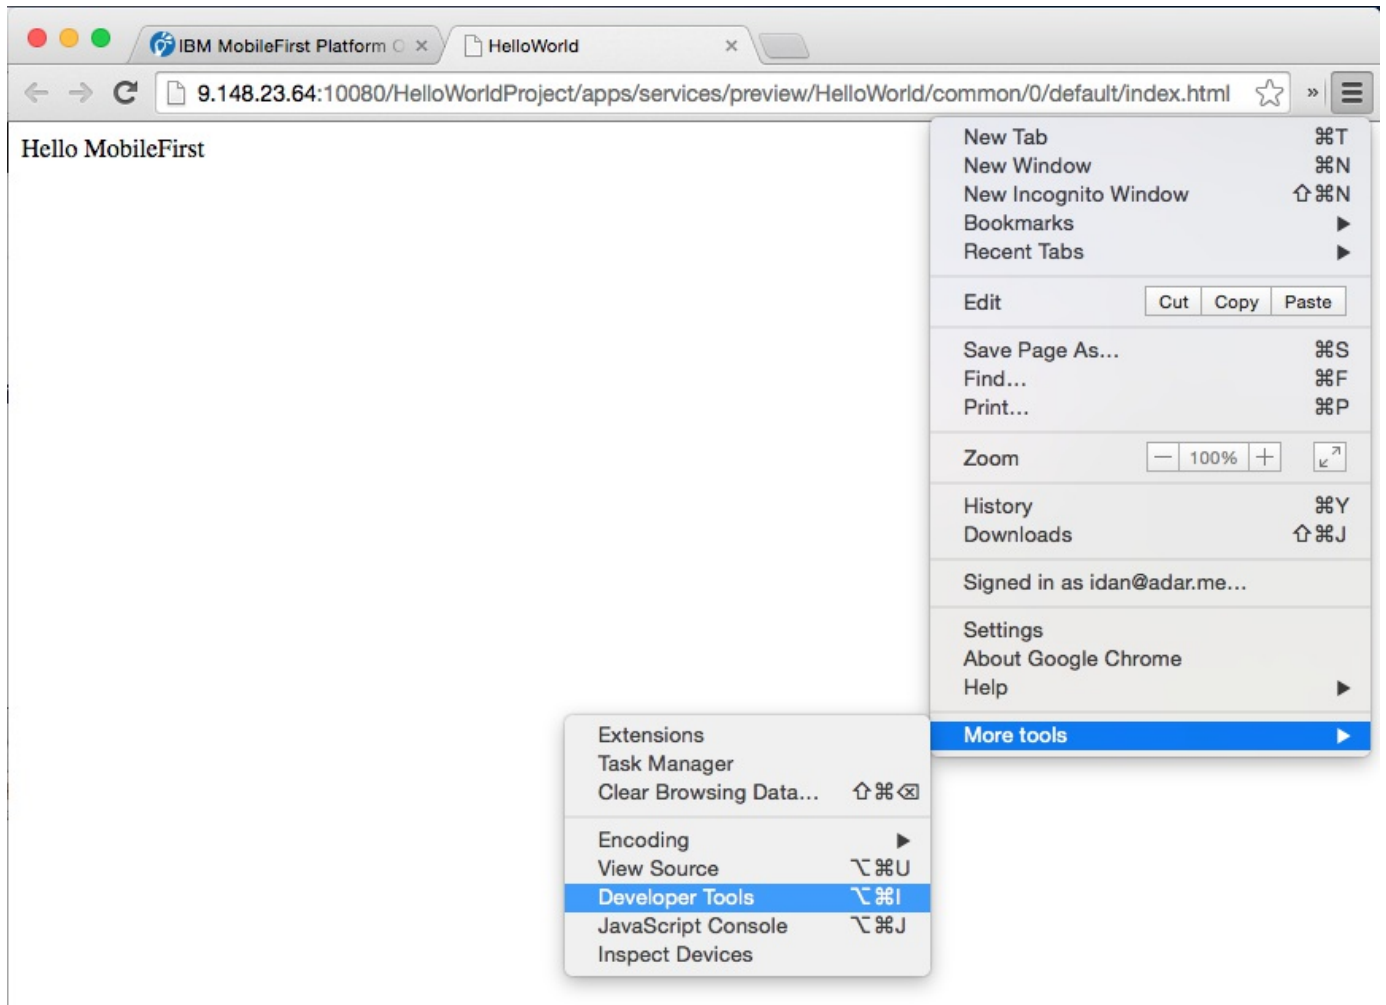 IBM MobileFirst Platform C
HelloWorld
9.148.23.64:10080/HelloWorldProject/apps/services/preview/HelloWorld/common/0/default/index.html
Hello MobileFirst
New Tab ⌘T
New Window ⌘N
New Incognito Window ⇧⌘N
Bookmarks ▶
Recent Tabs ▶
Edit Cut Copy Paste
Save Page As... ⌘S
Find... ⌘F
Print... ⌘P
Zoom — 100% +
History ⌘Y
Downloads ⇧⌘J
Signed in as idan@adar.me...
Settings
About Google Chrome
Help ▶
More tools ▶
Extensions
Task Manager
Clear Browsing Data... ⇧⌘⌫
Encoding ▶
View Source ⌥⌘U
Developer Tools ⌥⌘I
JavaScript Console ⌥⌘J
Inspect Devices